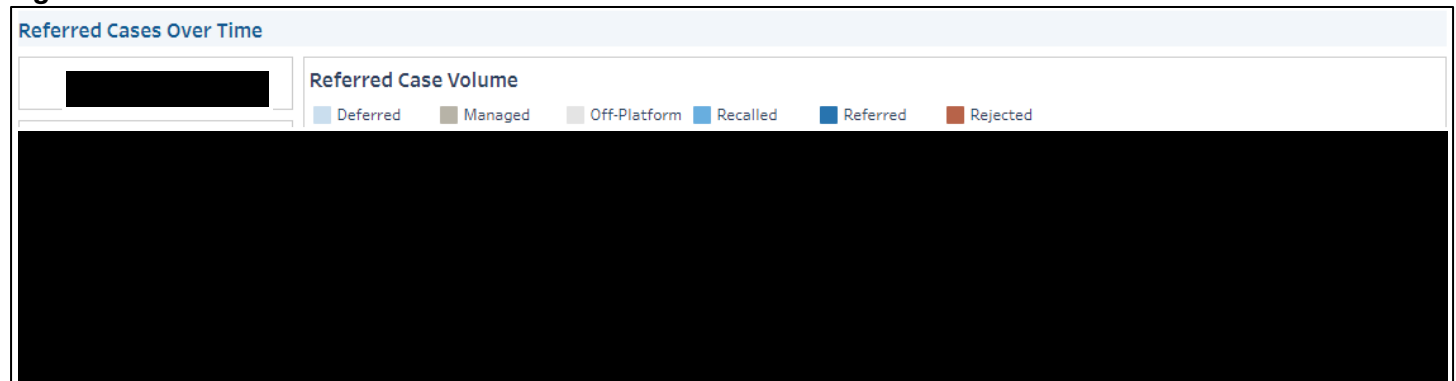 Referred Cases Over Time
Referred Case Volume
Deferred Managed Off-Platform Recalled Referred Rejected